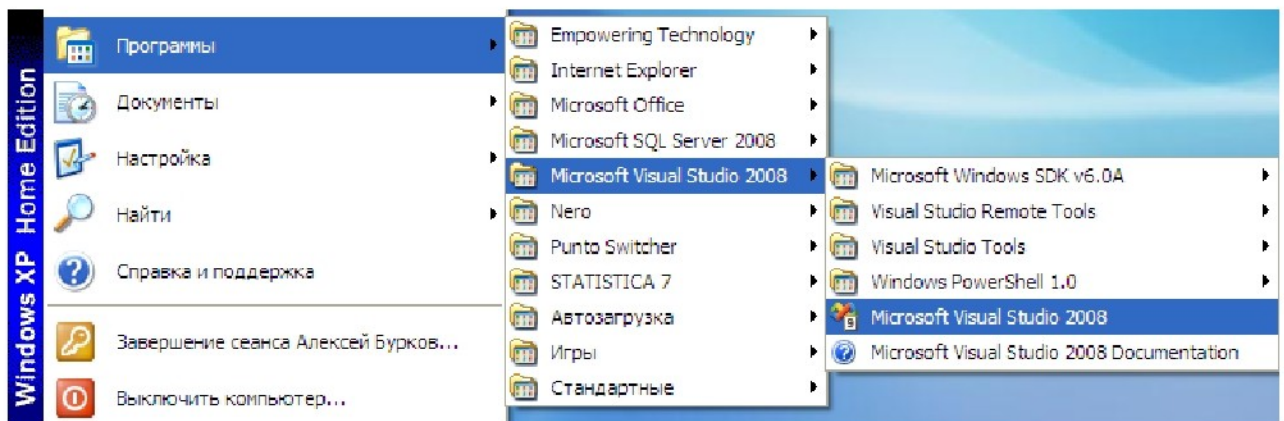 Windows XP Home Edition
Программы
Документы
Настройка
Найти
Справка и поддержка
Завершение сеанса Алексей Бурков...
Выключить компьютер...
Empowering Technology
Internet Explorer
Microsoft Office
Microsoft SQL Server 2008
Microsoft Visual Studio 2008
Nero
Punto Switcher
STATISTICA 7
Автозагрузка
Игры
Стандартные
Microsoft Windows SDK v6.0A
Visual Studio Remote Tools
Visual Studio Tools
Windows PowerShell 1.0
Microsoft Visual Studio 2008
Microsoft Visual Studio 2008 Documentation